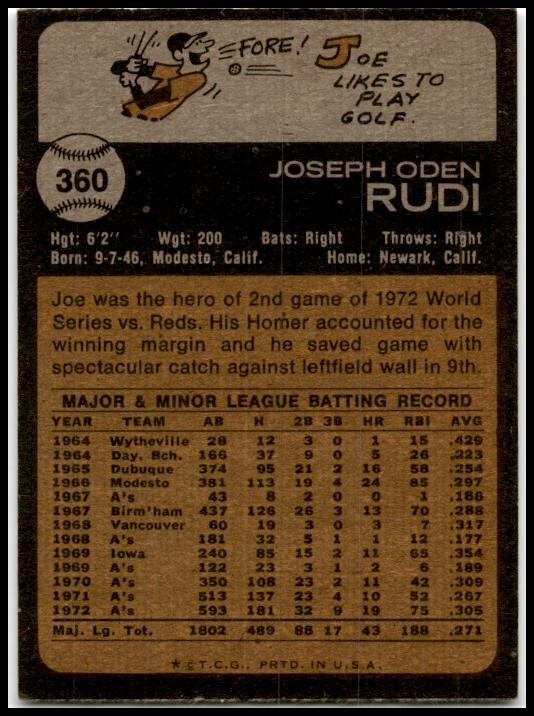 FORE!
JOE
LIKES TO
PLAY
GOLF.
360
JOSEPH ODEN
RUDI
Hgt: 6'2" Wgt: 200 Bats: Right Throws: Right
Born: 9-7-46, Modesto, Calif. Home: Newark, Calif.
Joe was the hero of 2nd game of 1972 World
Series vs. Reds. His Homer accounted for the
winning margin and he saved game with
spectacular catch against leftfield wall in 9th.
MAJOR & MINOR LEAGUE BATTING RECORD
YEAR TEAM AB H 2B 3B HR RBI AVG
1964 Wytheville 28 12 3 0 1 15 .429
1964 Day. Bch. 166 37 9 0 5 26 .223
1965 Dubuque 374 95 21 2 16 58 .254
1966 Modesto 381 113 19 4 24 85 .297
1967 A's 43 8 2 0 0 1 .186
1967 Birm'ham 437 126 26 3 13 70 .288
1968 Vancouver 60 19 3 0 3 7 .317
1968 A's 181 32 5 1 1 12 .177
1969 Iowa 240 85 15 2 11 65 .354
1969 A's 122 23 3 1 2 6 .189
1970 A's 350 108 23 2 11 42 .309
1971 A's 513 137 23 4 10 52 .267
1972 A's 593 181 32 9 19 75 .305
Maj. Lg. Tot. 1802 489 88 17 43 188 .271
* © T.C.G., PRTD. IN U.S.A.